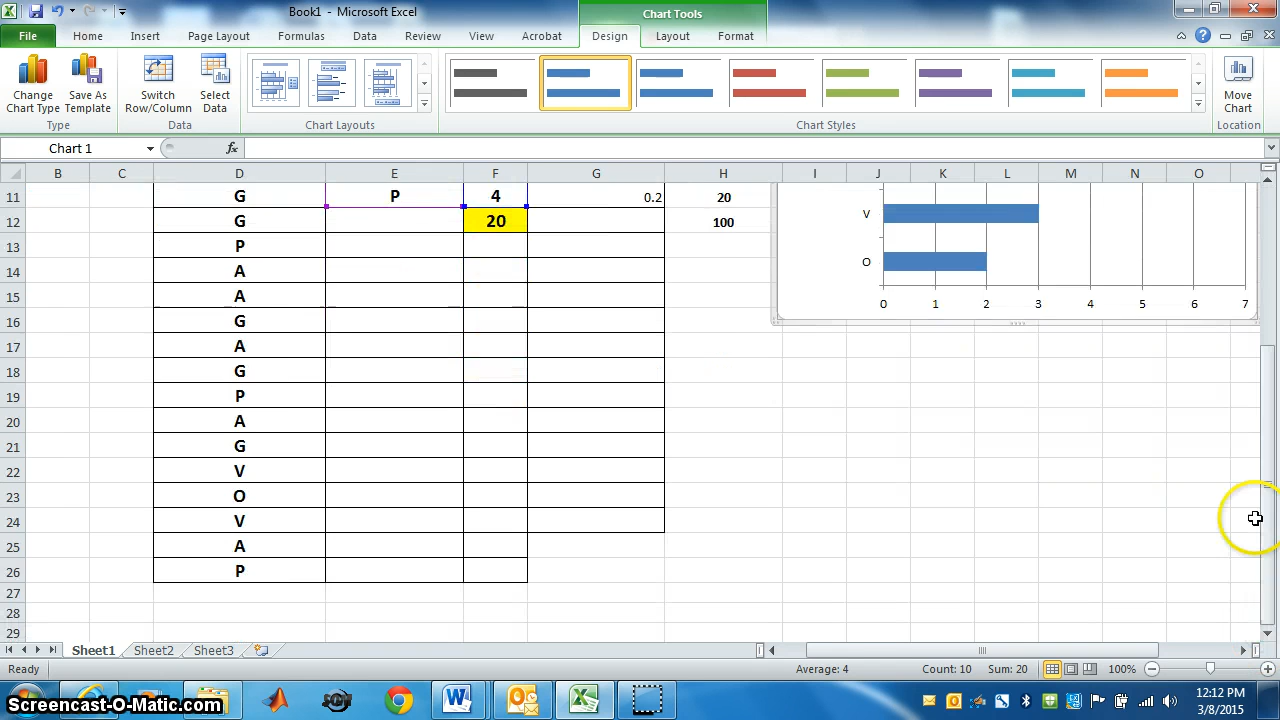 Book1 - Microsoft Excel
Chart Tools
File Home Insert Page Layout Formulas Data Review View Acrobat Design Layout Format
Change Chart Type
Save As Template
Switch Row/Column
Select Data
Move Chart
Type Data Chart Layouts Chart Styles Location
Chart 1 fx
B C D E F G H I J K L M N O
11 G P 4 0.2 20
12 G 20 100
13 P
14 A
15 A
16 G
17 A
18 G
19 P
20 A
21 G
22 V
23 O
24 V
25 A
26 P
27
28
29
V
O
0 1 2 3 4 5 6 7
Sheet1 Sheet2 Sheet3
Ready Average: 4 Count: 10 Sum: 20 100%
Screencast-O-Matic.com
12:12 PM
3/8/2015